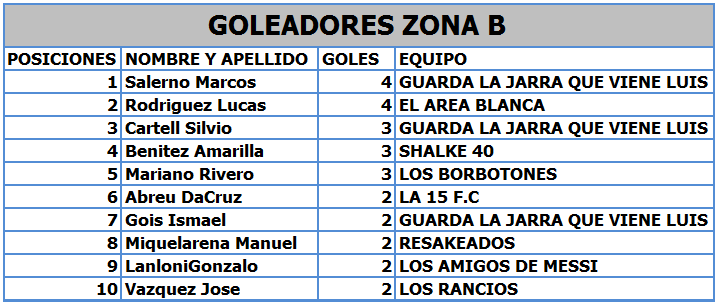 GOLEADORES ZONA B
POSICIONES NOMBRE Y APELLIDO GOLES EQUIPO
1 Salerno Marcos 4 GUARDA LA JARRA QUE VIENE LUIS
2 Rodriguez Lucas 4 EL AREA BLANCA
3 Cartell Silvio 3 GUARDA LA JARRA QUE VIENE LUIS
4 Benitez Amarilla 3 SHALKE 40
5 Mariano Rivero 3 LOS BORBOTONES
6 Abreu DaCruz 2 LA 15 F.C
7 Gois Ismael 2 GUARDA LA JARRA QUE VIENE LUIS
8 Miquelarena Manuel 2 RESAKEADOS
9 LanloniGonzalo 2 LOS AMIGOS DE MESSI
10 Vazquez Jose 2 LOS RANCIOS